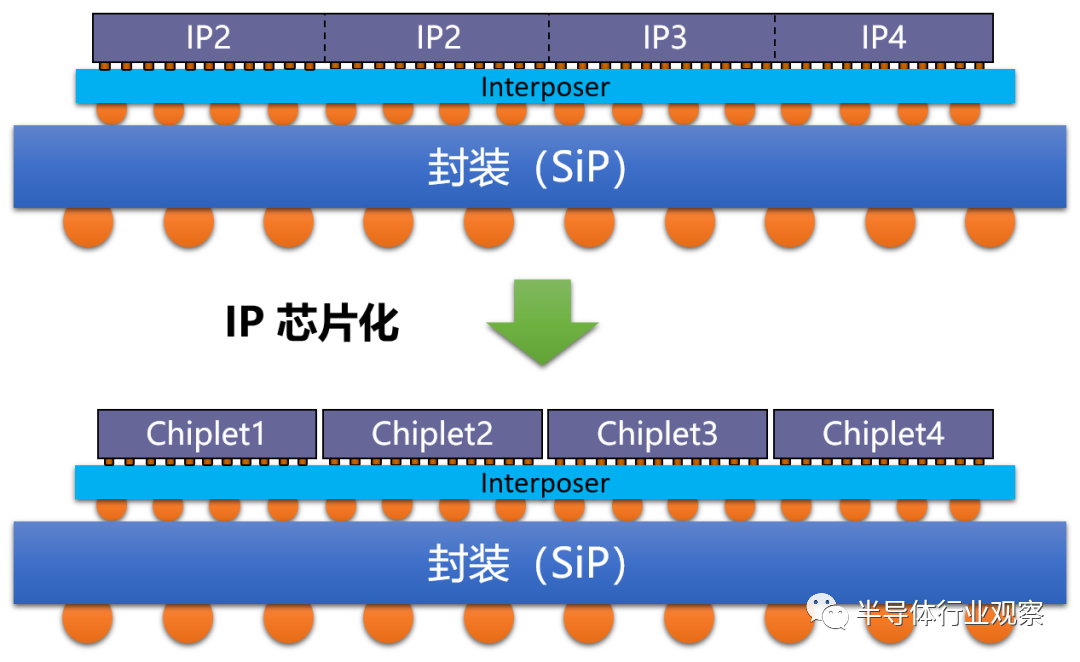 IP2 IP2 IP3 IP4
Interposer
封装（SiP）
IP 芯片化
Chiplet1 Chiplet2 Chiplet3 Chiplet4
Interposer
封装（SiP）
半导体行业观察